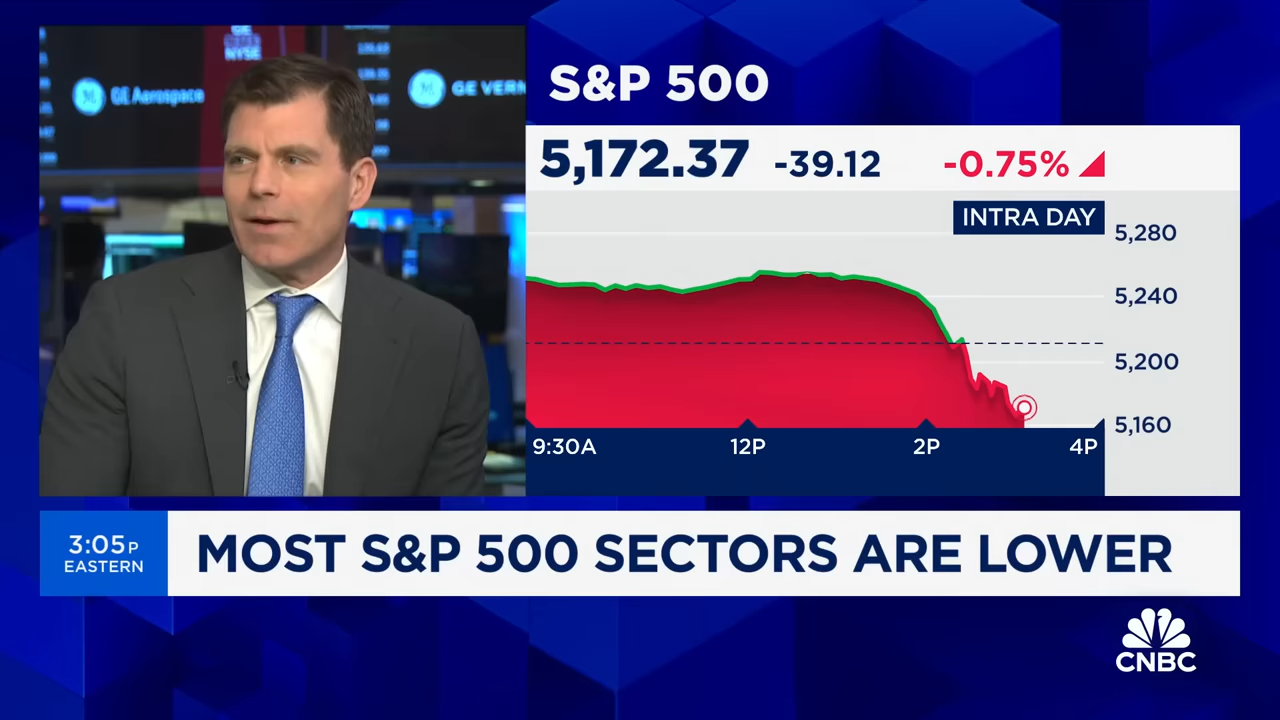 GE
NYSE
GE Aerospace
GE VERN
S&P 500
5,172.37 -39.12 -0.75%
INTRA DAY
5,280
5,240
5,200
5,160
9:30A 12P 2P 4P
3:05P
EASTERN
MOST S&P 500 SECTORS ARE LOWER
CNBC